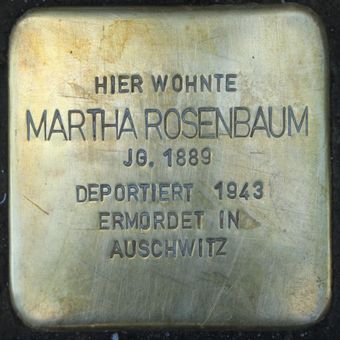 HIER WOHNTE
MARTHA ROSENBAUM
JG. 1889
DEPORTIERT 1943
ERMORDET IN
AUSCHWITZ